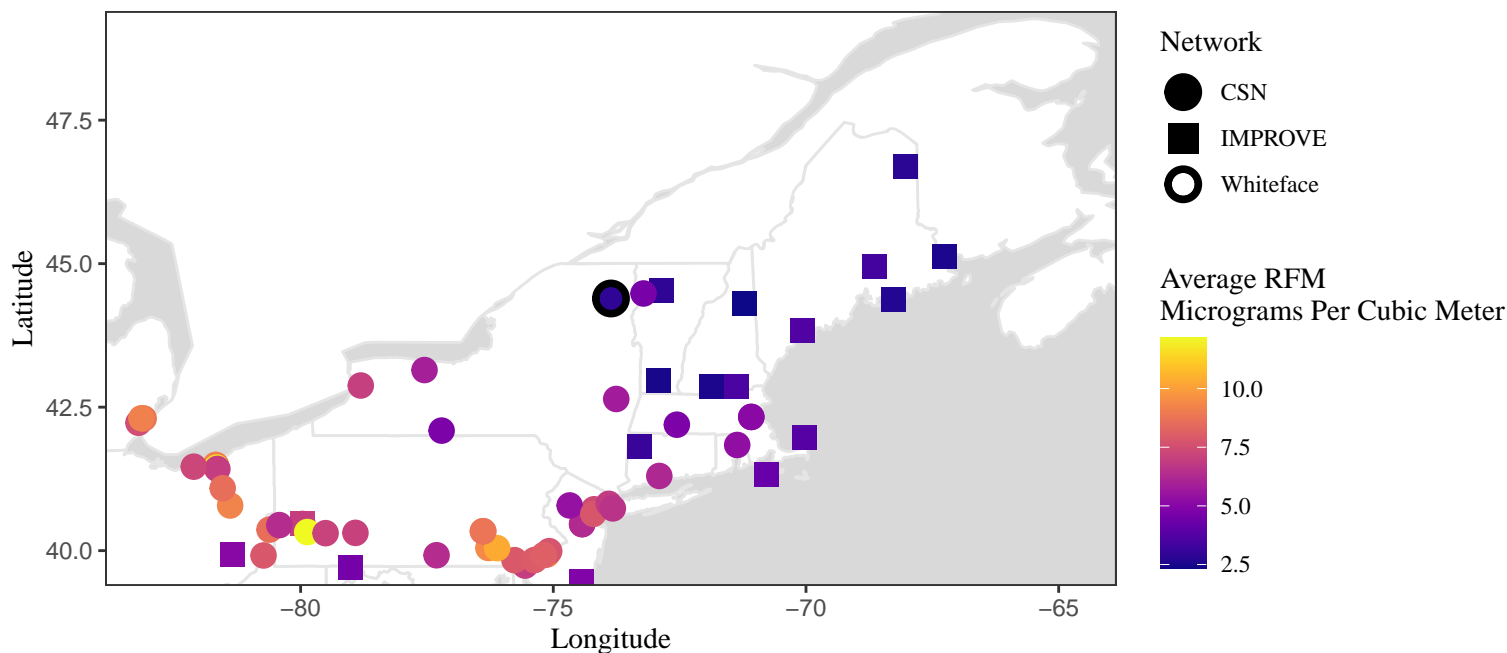 47.5
45.0
42.5
40.0
Latitude
−80
−75
−70
−65
Longitude
Network
CSN
IMPROVE
Whiteface
Average RFM
Micrograms Per Cubic Meter
10.0
7.5
5.0
2.5